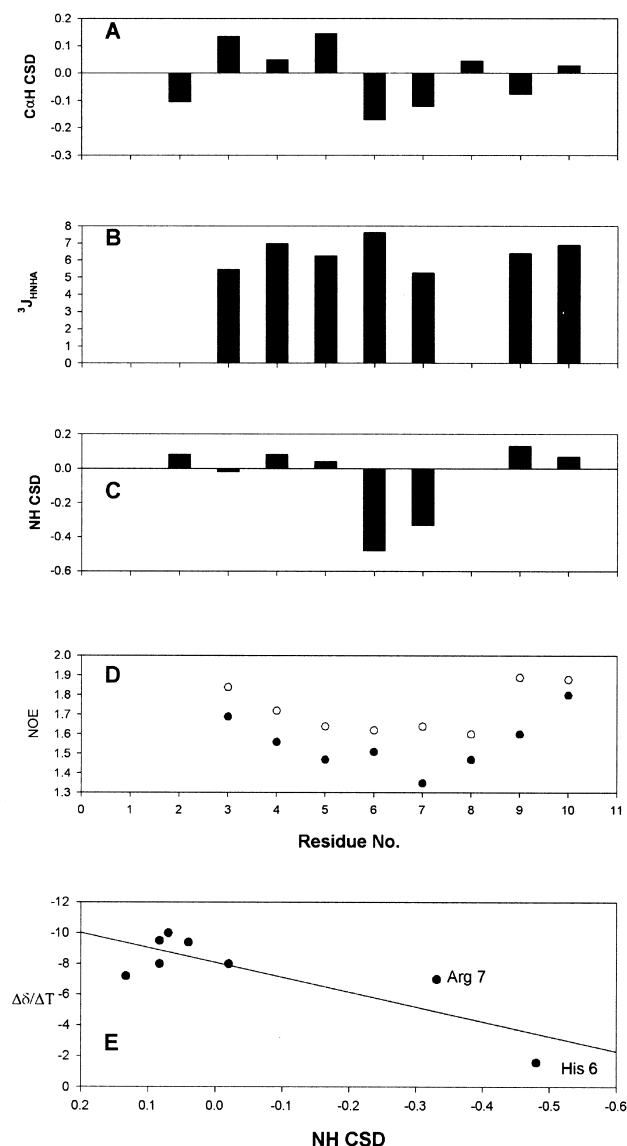 A
CαH CSD
0.2
0.1
0.0
-0.1
-0.2
-0.3
B
³J_HNHA
8
7
6
5
4
3
2
1
0
C
NH CSD
0.2
0.0
-0.2
-0.4
-0.6
D
NOE
2.0
1.9
1.8
1.7
1.6
1.5
1.4
1.3
0 1 2 3 4 5 6 7 8 9 10 11
Residue No.
-12
-10
-8
-6
-4
-2
0
Δδ/ΔT
Arg 7
His 6
E
0.2 0.1 0.0 -0.1 -0.2 -0.3 -0.4 -0.5 -0.6
NH CSD